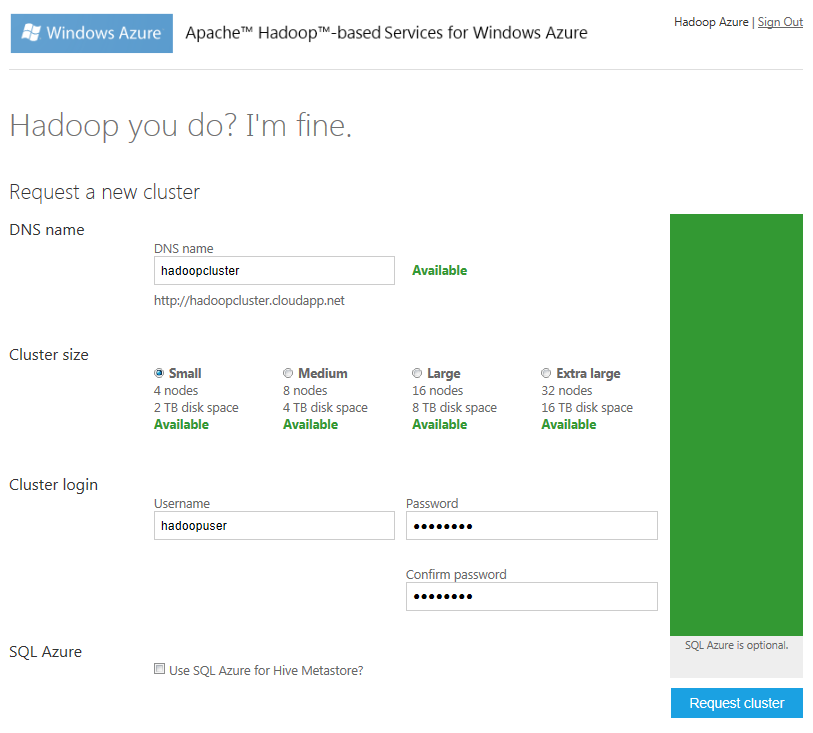 Windows Azure Apache™ Hadoop™-based Services for Windows Azure Hadoop Azure | Sign Out
Hadoop you do? I'm fine.
Request a new cluster
DNS name
DNS name
hadoopcluster Available
http://hadoopcluster.cloudapp.net
Cluster size
Small Medium Large Extra large
4 nodes 8 nodes 16 nodes 32 nodes
2 TB disk space 4 TB disk space 8 TB disk space 16 TB disk space
Available Available Available Available
Cluster login
Username Password
hadoopuser ••••••••
Confirm password
••••••••
SQL Azure
SQL Azure is optional.
Use SQL Azure for Hive Metastore?
Request cluster